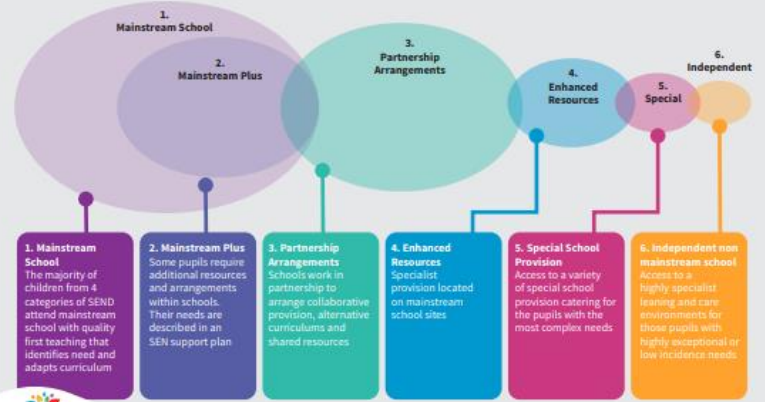 1.
Mainstream School
2.
Mainstream Plus
3.
Partnership
Arrangements
4.
Enhanced
Resources
5.
Special
6.
Independent
1. Mainstream
School
The majority of
children from 4
categories of SEND
attend mainstream
school with quality
first teaching that
identifies need and
adapts curriculum
2. Mainstream Plus
Some pupils require
additional resources
and arrangements
within schools.
Their needs are
described in an
SEN support plan
3. Partnership
Arrangements
Schools work in
partnership to
arrange collaborative
provision, alternative
curriculums and
shared resources
4. Enhanced
Resources
Specialist
provision located
on mainstream
school sites
5. Special School
Provision
Access to a variety
of special school
provision catering for
the pupils with the
most complex needs
6. Independent non
mainstream school
Access to a
highly specialist
leaning and care
environments for
those pupils with
highly exceptional or
low incidence needs